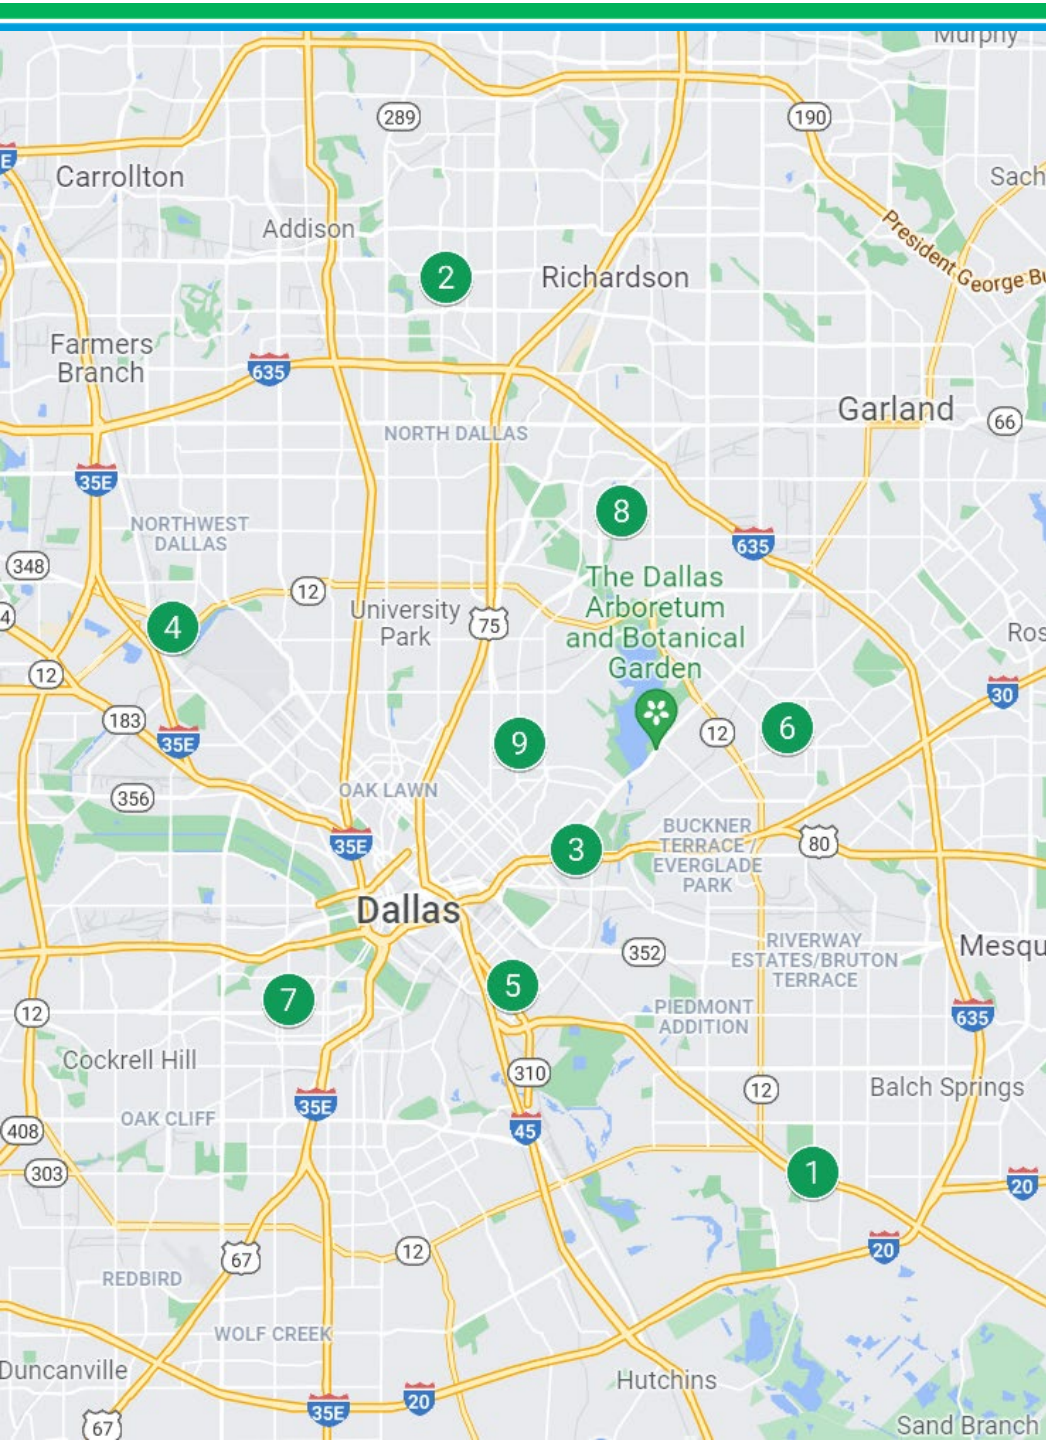 Murphy
289
190
E
Carrollton
Sach
Addison
President George Bu
2
Richardson
Farmers
Branch
635
Garland
66
NORTH DALLAS
35E
8
NORTHWEST
DALLAS
635
348
The Dallas
Arboretum
and Botanical
Garden
12
University
Park
4
4
75
Ros
12
30
183
12
6
35E
9
OAK LAWN
356
BUCKNER
TERRACE /
EVERGLADE
PARK
35E
3
80
Dallas
RIVERWAY
ESTATES/BRUTON
TERRACE
Mesqu
352
5
7
12
PIEDMONT
ADDITION
635
Cockrell Hill
310
12
Balch Springs
35E
OAK CLIFF
408
45
303
1
20
12
67
20
REDBIRD
WOLF CREEK
Duncanville
Hutchins
20
35E
67
Sand Branch